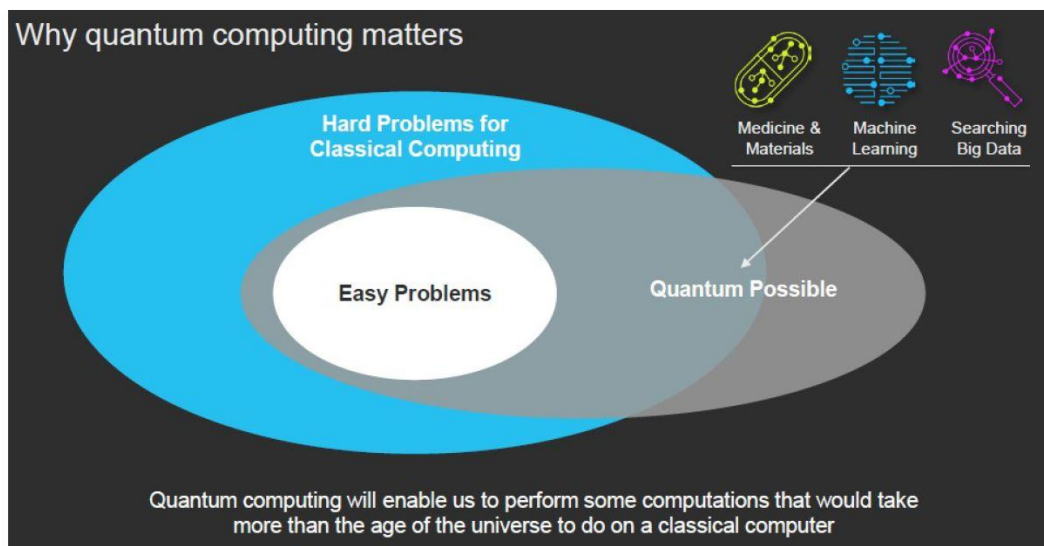 Why quantum computing matters
Medicine &
Materials
Machine
Learning
Searching
Big Data
Hard Problems for
Classical Computing
Easy Problems
Quantum Possible
Quantum computing will enable us to perform some computations that would take
more than the age of the universe to do on a classical computer